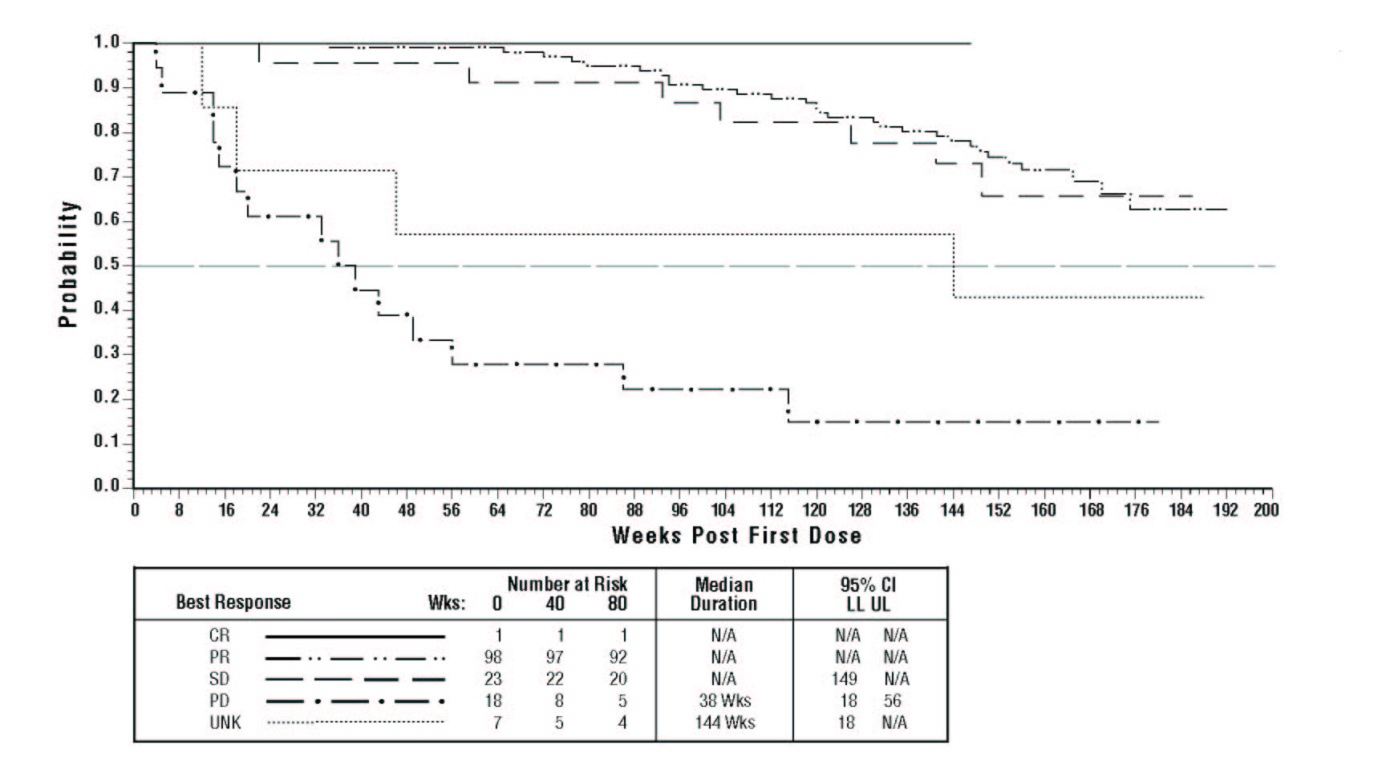 1.0
0.9
0.8
0.7
0.6
0.5
0.4
0.3
0.2
0.1
0.0
Probability
0 8 16 24 32 40 48 56 64 72 80 88 96 104 112 120 128 136 144 152 160 168 176 184 192 200
Weeks Post First Dose
Number at Risk Median 95% CI
Best Response Wks: 0 40 80 Duration LL UL
CR 1 1 1 N/A N/A N/A
PR 98 97 92 N/A N/A N/A
SD 23 22 20 N/A 149 N/A
PD 18 8 5 38 Wks 18 56
UNK 7 5 4 144 Wks 18 N/A